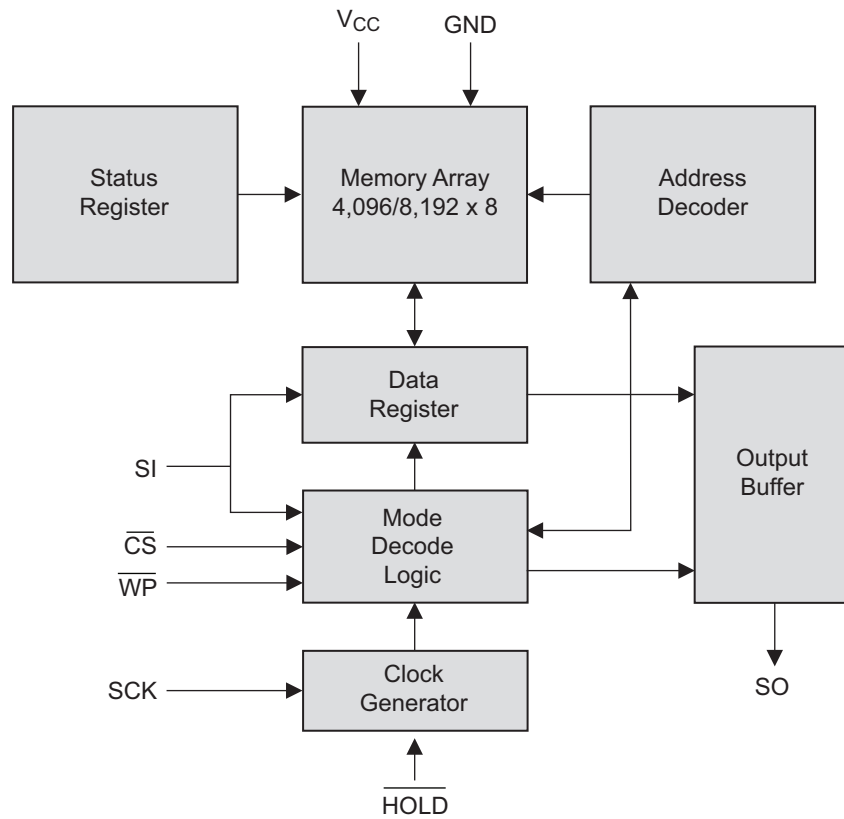 VCC
GND
Status
Register
Memory Array
4,096/8,192 x 8
Address
Decoder
Data
Register
SI
Mode
Decode
Logic
CS
WP
Output
Buffer
SCK
Clock
Generator
SO
HOLD